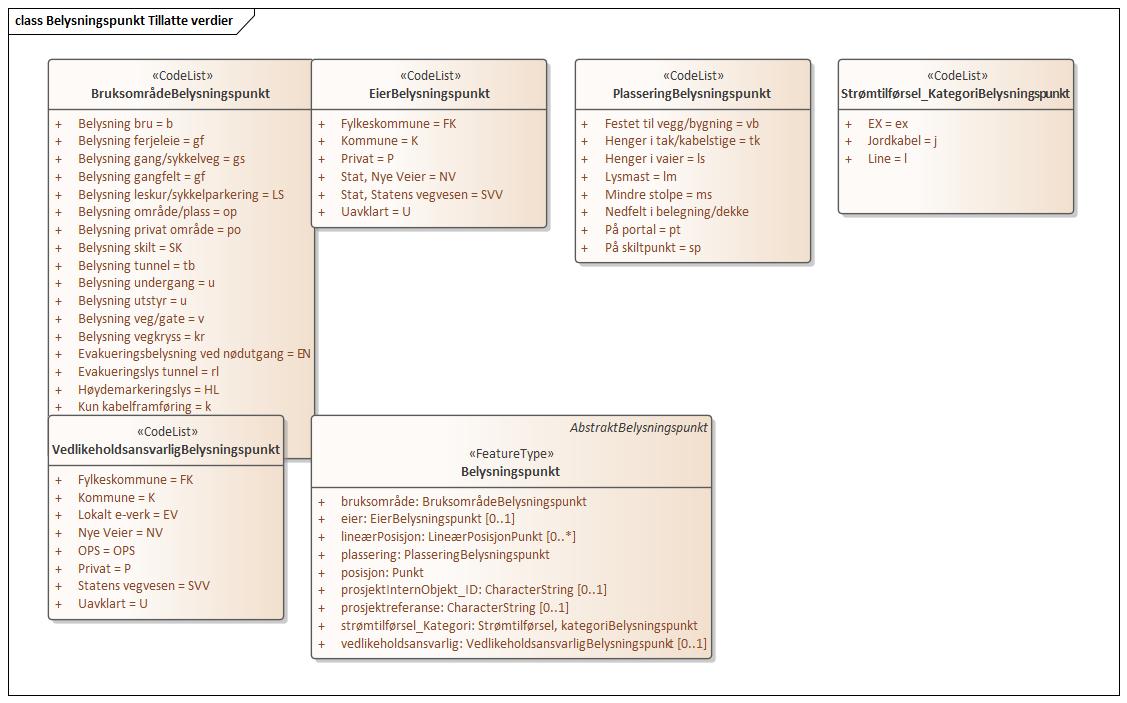 class Belysningspunkt Tillatte verdier
«CodeList»
BruksområdeBelysningspunkt
+ Belysning bru = b
+ Belysning ferjeleie = gf
+ Belysning gang/sykkelveg = gs
+ Belysning gangfelt = gf
+ Belysning leskur/sykkelparkering = LS
+ Belysning område/plass = op
+ Belysning privat område = po
+ Belysning skilt = SK
+ Belysning tunnel = tb
+ Belysning undergang = u
+ Belysning utstyr = u
+ Belysning veg/gate = v
+ Belysning vegkryss = kr
+ Evakueringsbelysning ved nødutgang = EN
+ Evakueringslys tunnel = rl
+ Høydemarkeringslys = HL
+ Kun kabelframføring = k
«CodeList»
EierBelysningspunkt
+ Fylkeskommune = FK
+ Kommune = K
+ Privat = P
+ Stat, Nye Veier = NV
+ Stat, Statens vegvesen = SVV
+ Uavklart = U
«CodeList»
PlasseringBelysningspunkt
+ Festet til vegg/bygning = vb
+ Henger i tak/kabelstige = tk
+ Henger i vaier = ls
+ Lysmast = lm
+ Mindre stolpe = ms
+ Nedfelt i belegning/dekke
+ På portal = pt
+ På skiltpunkt = sp
«CodeList»
Strømtilførsel_KategoriBelysningspunkt
+ EX = ex
+ Jordkabel = j
+ Line = l
«CodeList»
VedlikeholdsansvarligBelysningspunkt
+ Fylkeskommune = FK
+ Kommune = K
+ Lokalt e-verk = EV
+ Nye Veier = NV
+ OPS = OPS
+ Privat = P
+ Statens vegvesen = SVV
+ Uavklart = U
AbstraktBelysningspunkt
«FeatureType»
Belysningspunkt
+ bruksområde: BruksområdeBelysningspunkt
+ eier: EierBelysningspunkt [0..1]
+ lineærPosisjon: LineærPosisjonPunkt [0..*]
+ plassering: PlasseringBelysningspunkt
+ posisjon: Punkt
+ prosjektInternObjekt_ID: CharacterString [0..1]
+ prosjektreferanse: CharacterString [0..1]
+ strømtilførsel_Kategori: Strømtilførsel, kategoriBelysningspunkt
+ vedlikeholdsansvarlig: VedlikeholdsansvarligBelysningspunkt [0..1]